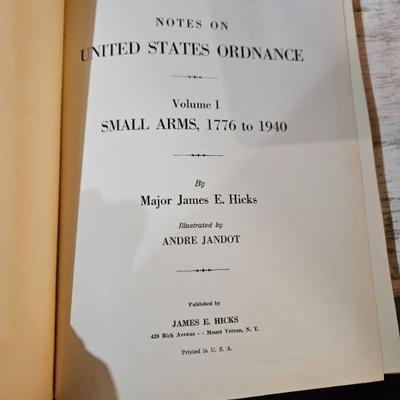 NOTES ON
UNITED STATES ORDNANCE
Volume I
SMALL ARMS, 1776 to 1940
By
Major James E. Hicks
Illustrated by
ANDRE JANDOT
Published by
JAMES E. HICKS
428 Rich Avenue - - Mount Vernon, N. Y.
Printed in U. S. A.